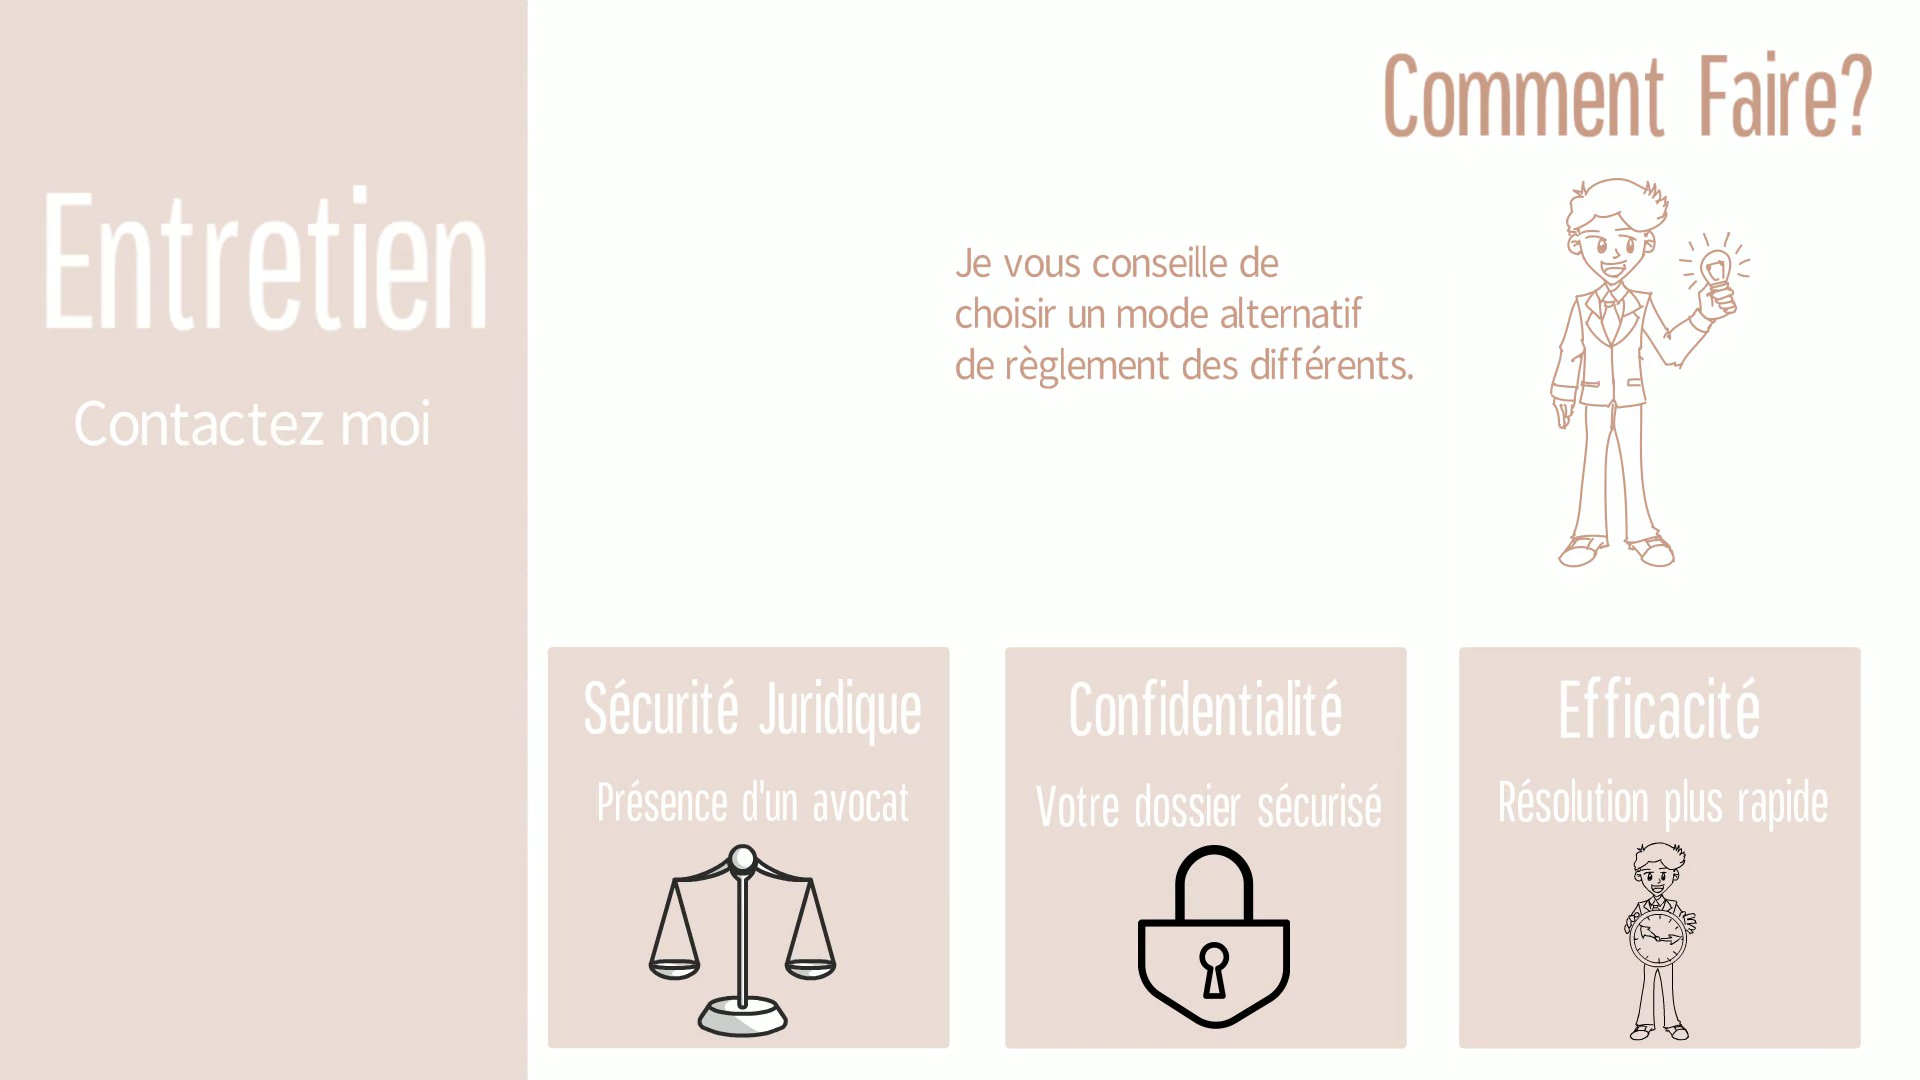 Entretien
Contactez moi
Comment Faire?
Je vous conseille de
choisir un mode alternatif
de règlement des différents.
Sécurité Juridique
Présence d'un avocat
Confidentialité
Votre dossier sécurisé
Efficacité
Résolution plus rapide